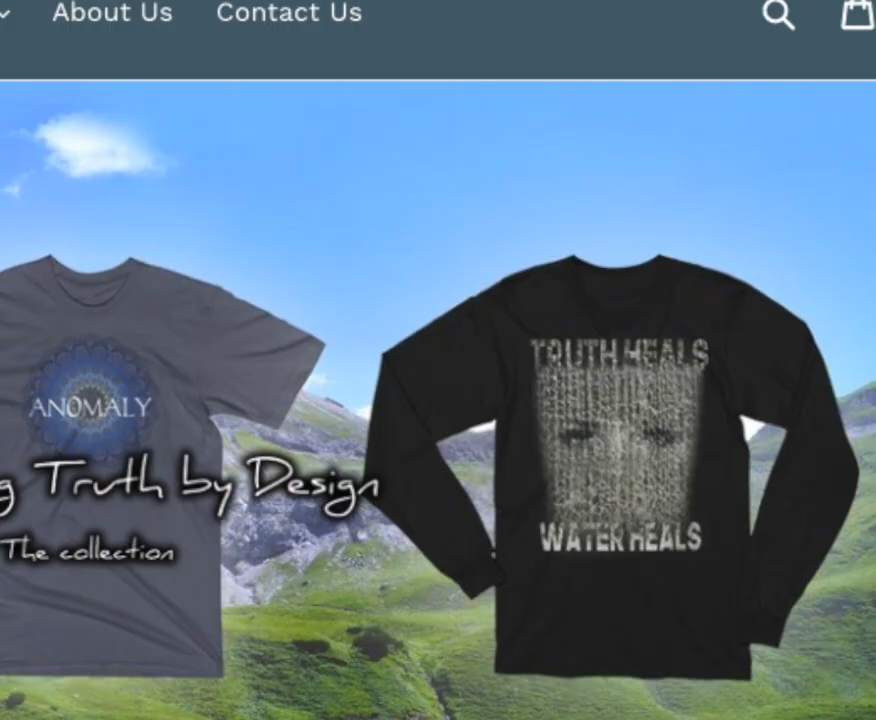 About Us Contact Us
TRUTH HEALS
ANOMALY
g Truth by Design
WATER HEALS
The collection